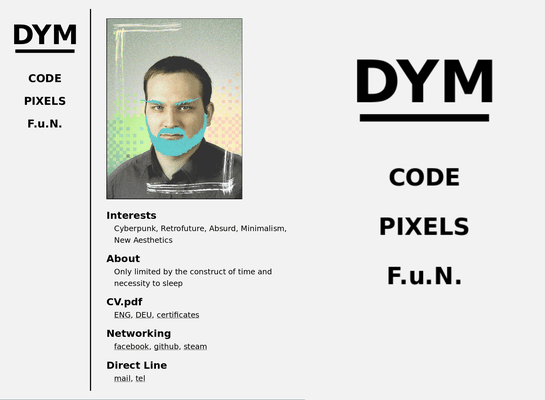 DYM
CODE
PIXELS
F.u.N.
Interests
Cyberpunk, Retrofuture, Absurd, Minimalism,
New Aesthetics
About
Only limited by the construct of time and
necessity to sleep
CV.pdf
ENG, DEU, certificates
Networking
facebook, github, steam
Direct Line
mail, tel
DYM
CODE
PIXELS
F.u.N.